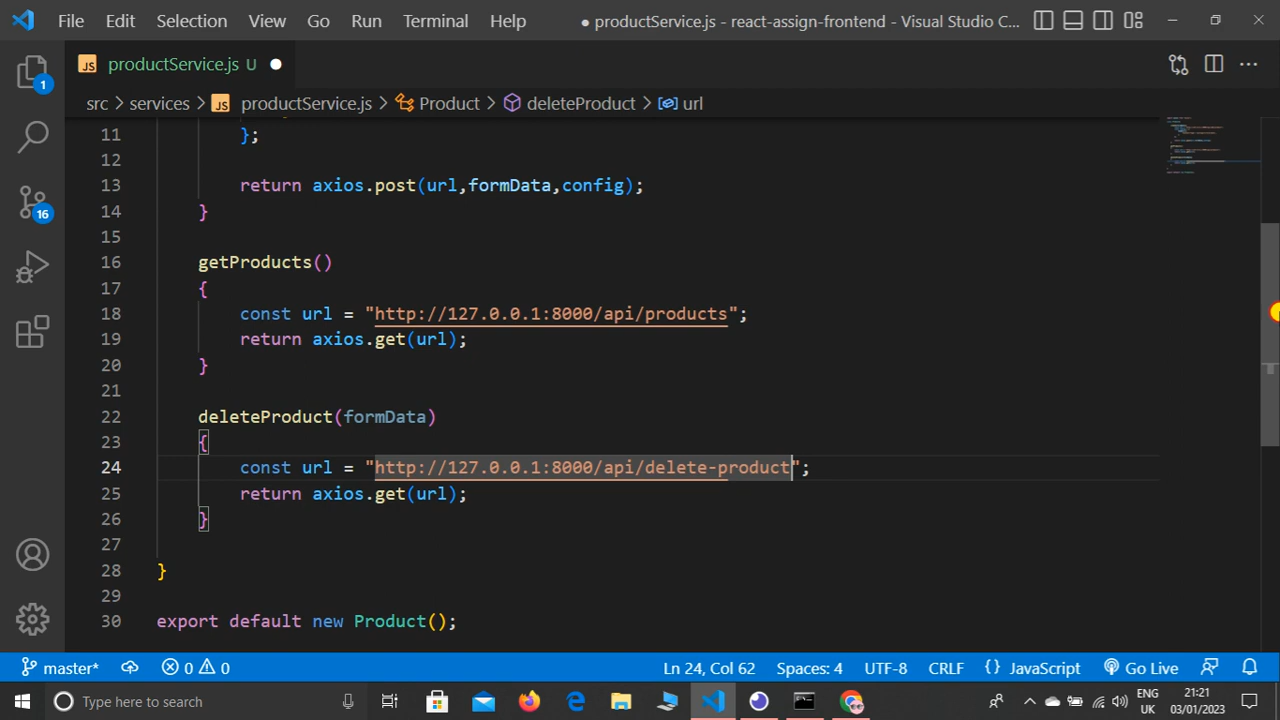 File Edit Selection View Go Run Terminal Help ● productService.js - react-assign-frontend - Visual Studio C...
1 JS productService.js U
src > services > JS productService.js > Product > deleteProduct > url
11 };
12
13 return axios.post(url,formData,config);
14 }
15
16 getProducts()
17 {
18 const url = "http://127.0.0.1:8000/api/products";
19 return axios.get(url);
20 }
21
22 deleteProduct(formData)
23 {
24 const url = "http://127.0.0.1:8000/api/delete-product";
25 return axios.get(url);
26 }
27
28 }
29
30 export default new Product();
16
master* 0 0 Ln 24, Col 62 Spaces: 4 UTF-8 CRLF {} JavaScript Go Live
Type here to search ENG UK 21:21 03/01/2023